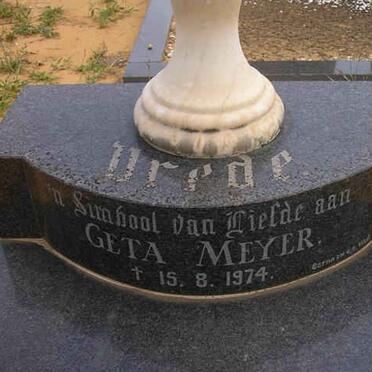 Vrede
'n Simbool van Liefde aan
GETA MEYER.
† 15. 8. 1974.